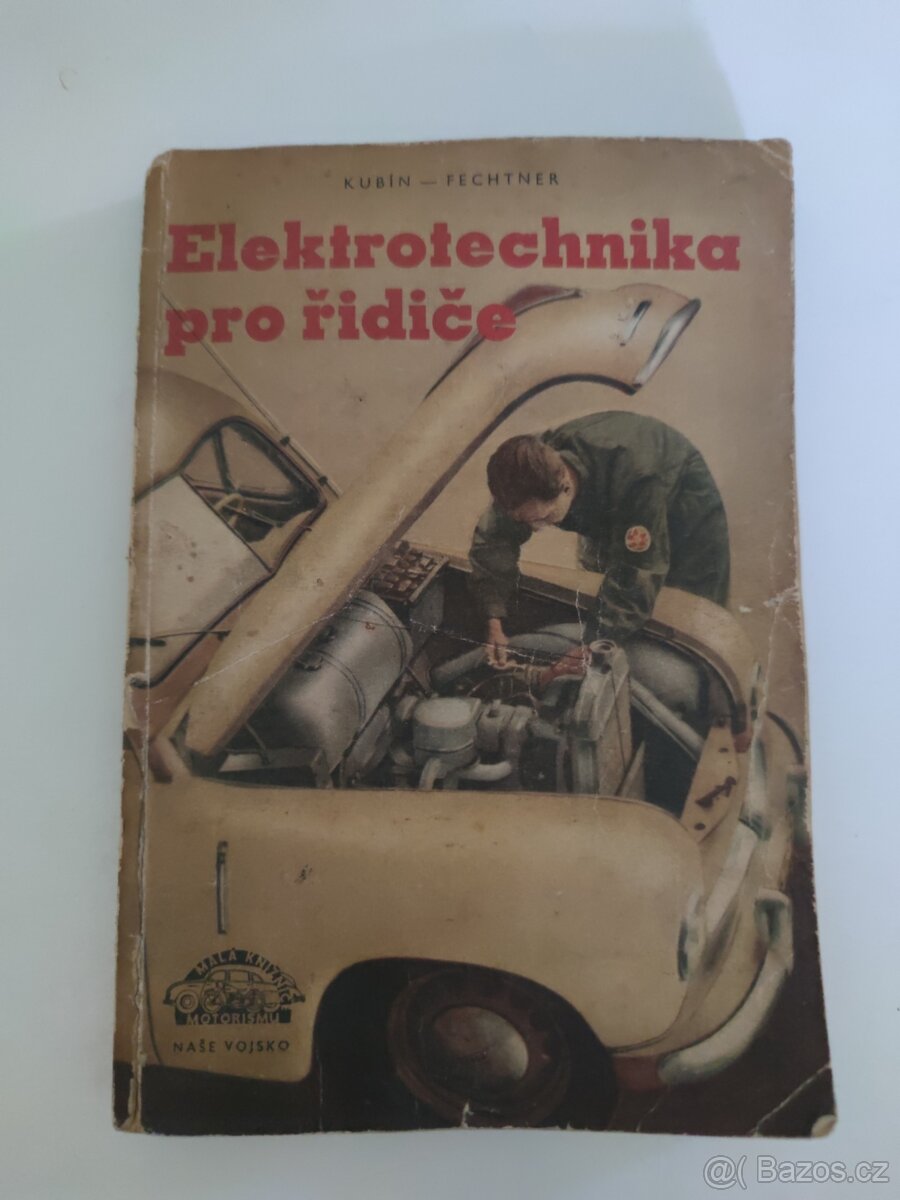 KUBÍN — FECHTNER
Elektrotechnika
pro řidiče
MALÁ KNIŽNICE
MOTORISMU
NAŠE VOJSKO
@( Bazos.cz